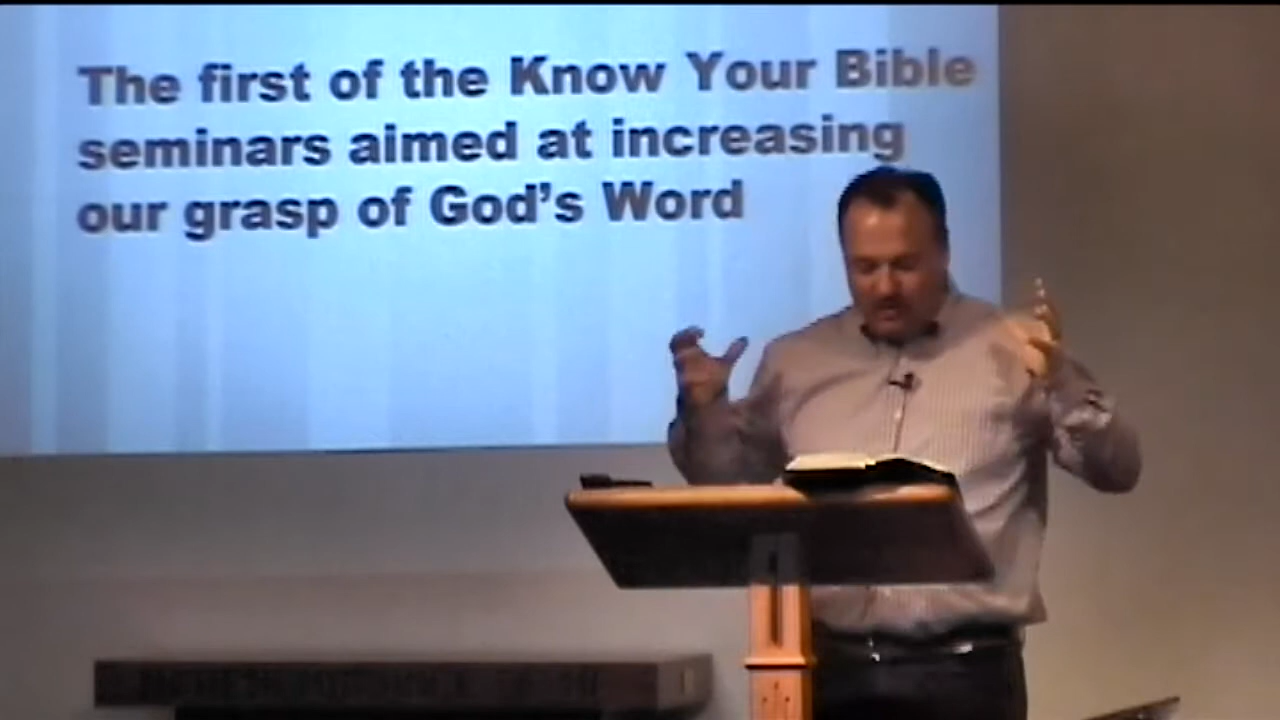 The first of the Know Your Bible
seminars aimed at increasing
our grasp of God's Word